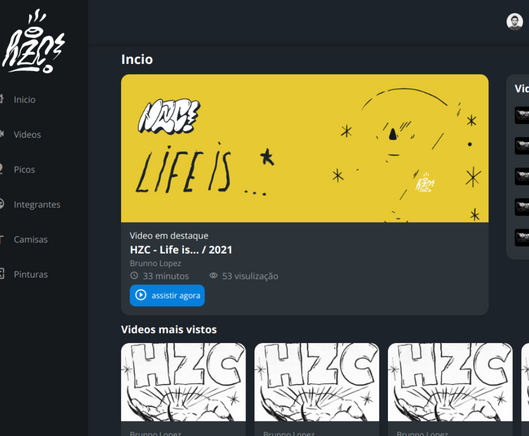 HZC
Inicio
Videos
Picos
Integrantes
Camisas
Pinturas
Incio
HZC
LIFE iS ...
HZC
Video em destaque
HZC - Life is... / 2021
Brunno Lopez
33 minutos 53 visulização
assistir agora
Vid
Videos mais vistos
HZC HZC HZC
Brunno Lopez Brunno Lopez Brunno Lopez